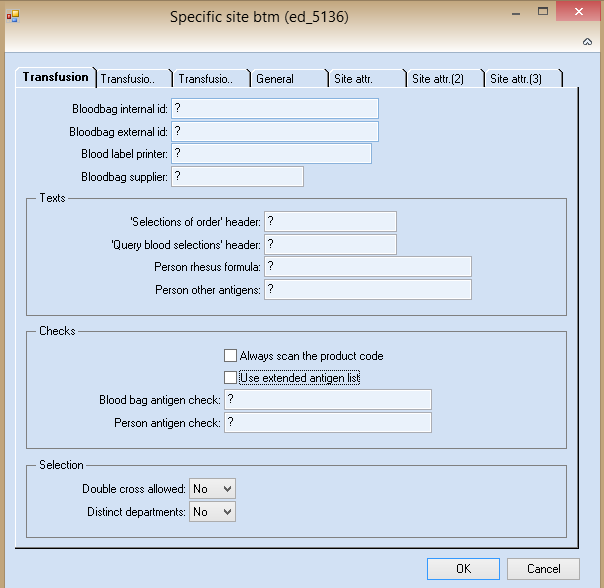 Specific site btm (ed_5136)
Transfusion Transfusio.. Transfusio.. General Site attr. Site attr.(2) Site attr.(3)
Bloodbag internal id: ?
Bloodbag external id: ?
Blood label printer: ?
Bloodbag supplier: ?
Texts
'Selections of order' header: ?
'Query blood selections' header: ?
Person rhesus formula: ?
Person other antigens: ?
Checks
Always scan the product code
Use extended antigen list
Blood bag antigen check: ?
Person antigen check: ?
Selection
Double cross allowed: No
Distinct departments: No
OK Cancel